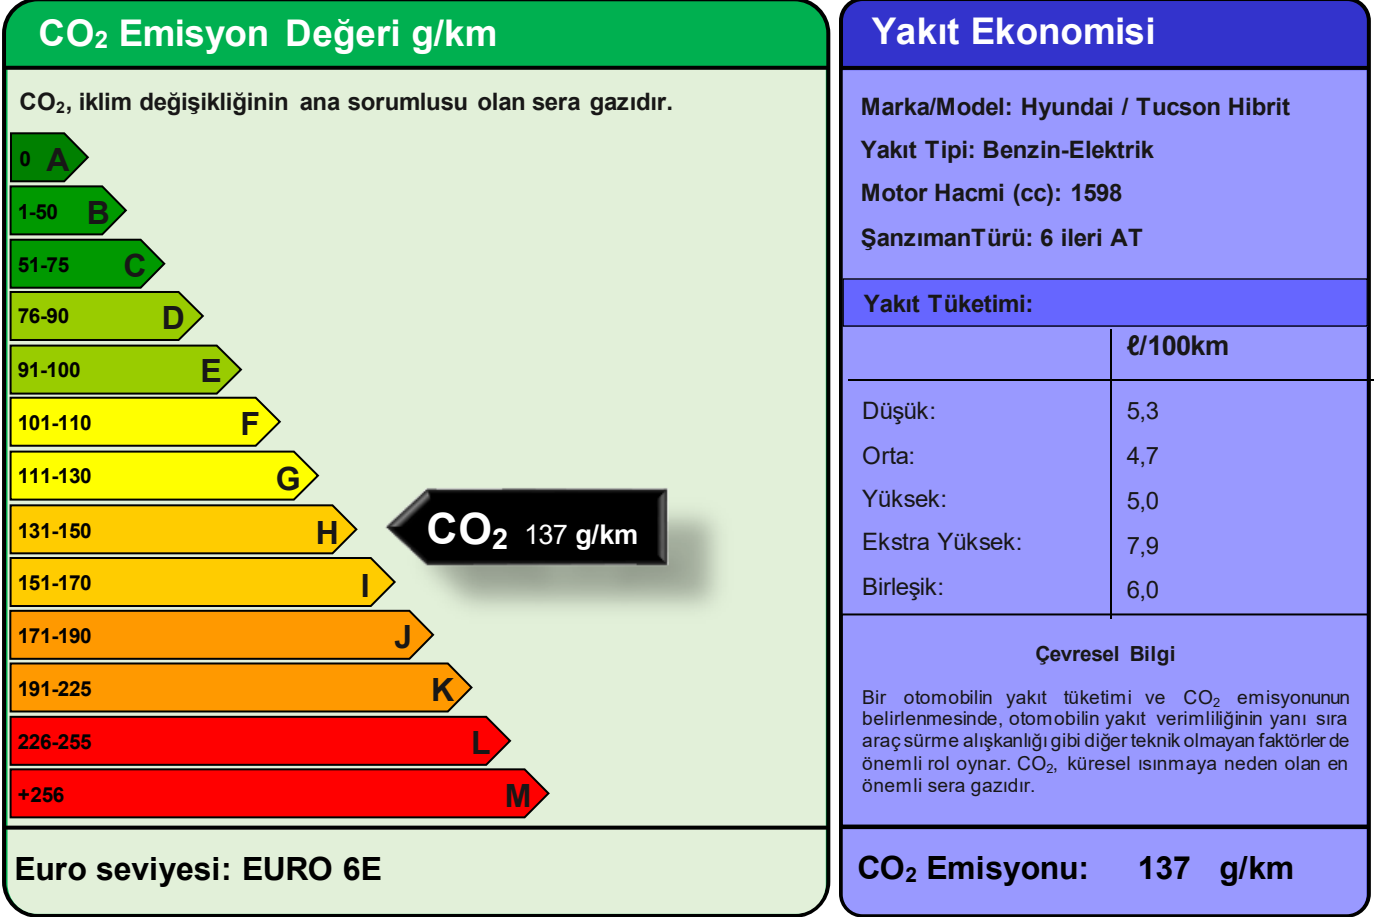 CO₂ Emisyon Değeri g/km
CO₂, iklim değişikliğinin ana sorumlusu olan sera gazıdır.
0 A
1-50 B
51-75 C
76-90 D
91-100 E
101-110 F
111-130 G
131-150 H
CO₂ 137 g/km
151-170 I
171-190 J
191-225 K
226-255 L
+256 M
Euro seviyesi: EURO 6E
Yakıt Ekonomisi
Marka/Model: Hyundai / Tucson Hibrit
Yakıt Tipi: Benzin-Elektrik
Motor Hacmi (cc): 1598
ŞanzımanTürü: 6 ileri AT
Yakıt Tüketimi:
ℓ/100km
Düşük: 5,3
Orta: 4,7
Yüksek: 5,0
Ekstra Yüksek: 7,9
Birleşik: 6,0
Çevresel Bilgi
Bir otomobilin yakıt tüketimi ve CO₂ emisyonunun
belirlenmesinde, otomobilin yakıt verimliliğinin yanı sıra
araç sürme alışkanlığı gibi diğer teknik olmayan faktörler de
önemli rol oynar. CO₂, küresel ısınmaya neden olan en
önemli sera gazıdır.
CO₂ Emisyonu: 137 g/km